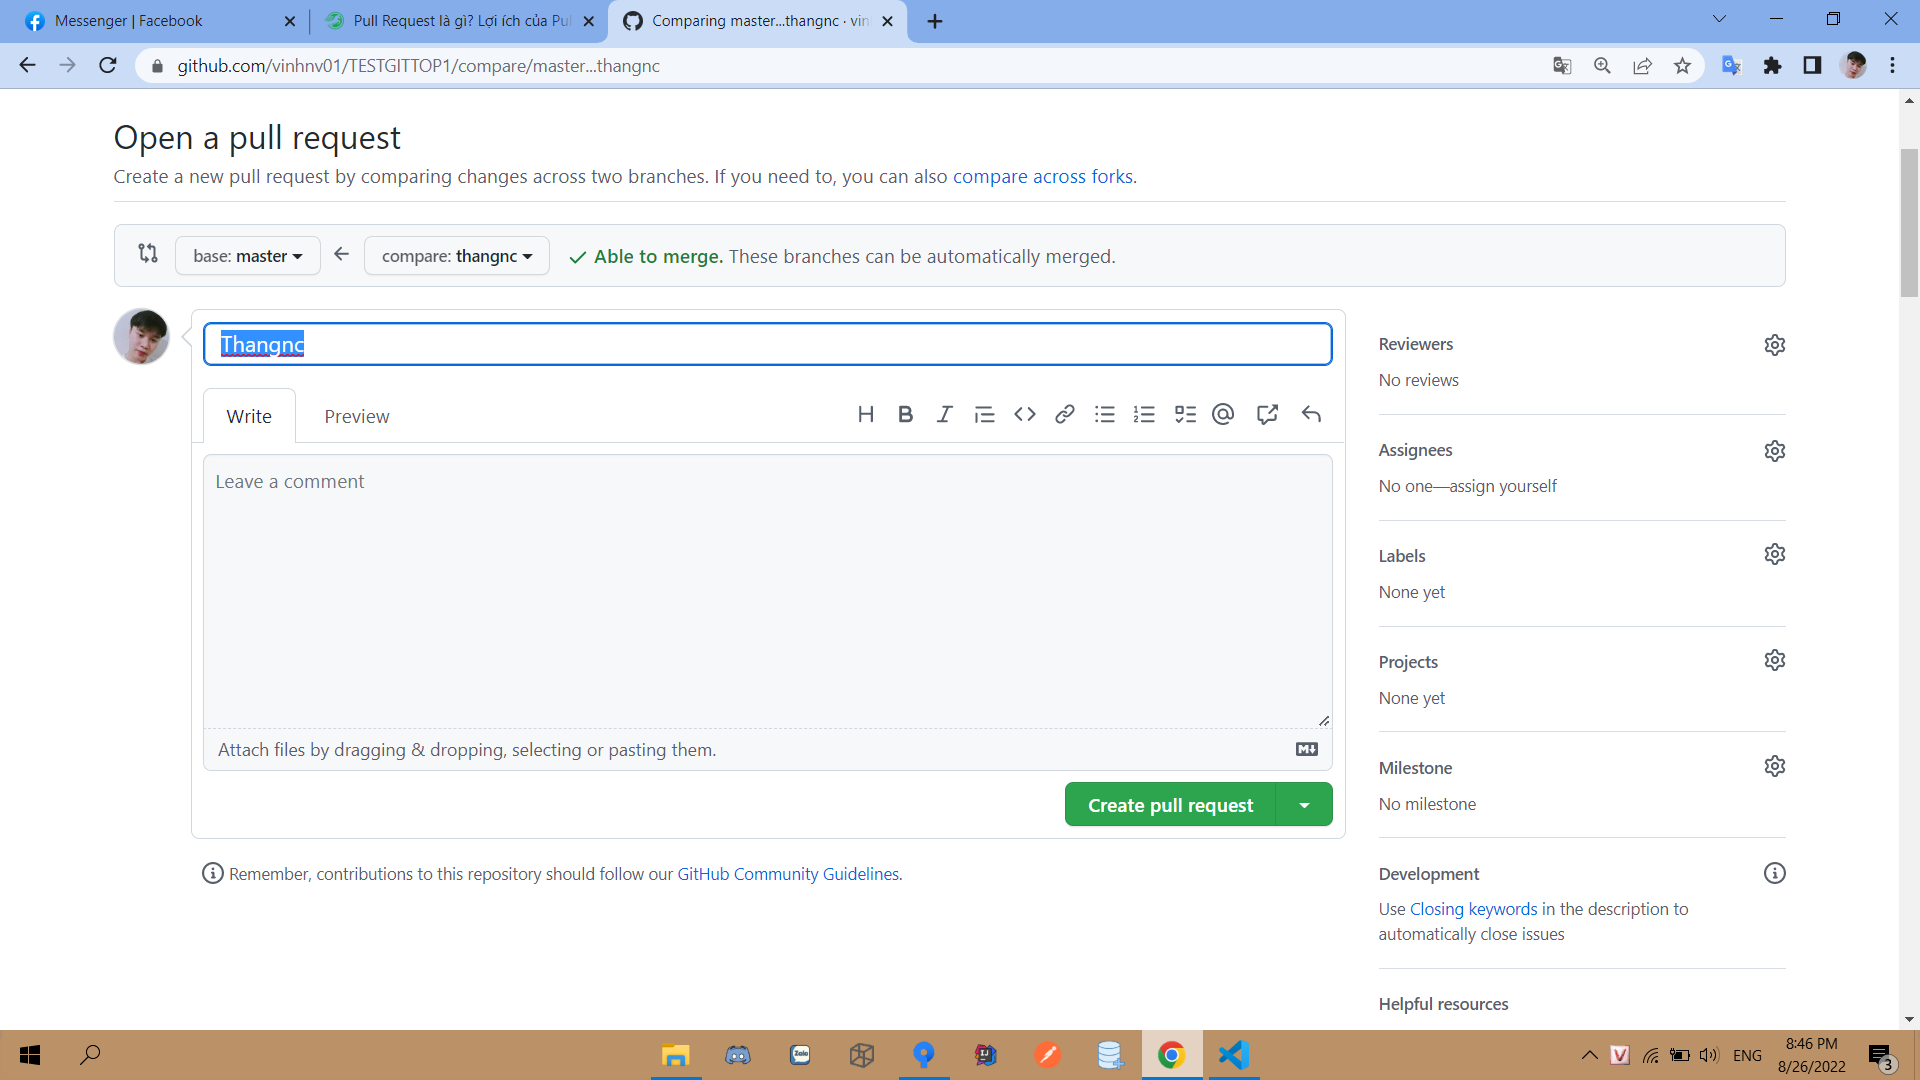 Messenger | Facebook
Pull Request là gì? Lợi ích của Pul
Comparing master...thangnc · vin
github.com/vinhnv01/TESTGITTOP1/compare/master...thangnc
Open a pull request
Create a new pull request by comparing changes across two branches. If you need to, you can also compare across forks.
base: master
compare: thangnc
Able to merge. These branches can be automatically merged.
Thangnc
Write
Preview
Leave a comment
Attach files by dragging & dropping, selecting or pasting them.
Create pull request
Remember, contributions to this repository should follow our GitHub Community Guidelines.
Reviewers
No reviews
Assignees
No one—assign yourself
Labels
None yet
Projects
None yet
Milestone
No milestone
Development
Use Closing keywords in the description to
automatically close issues
Helpful resources
Zalo
ENG
8:46 PM
8/26/2022
3